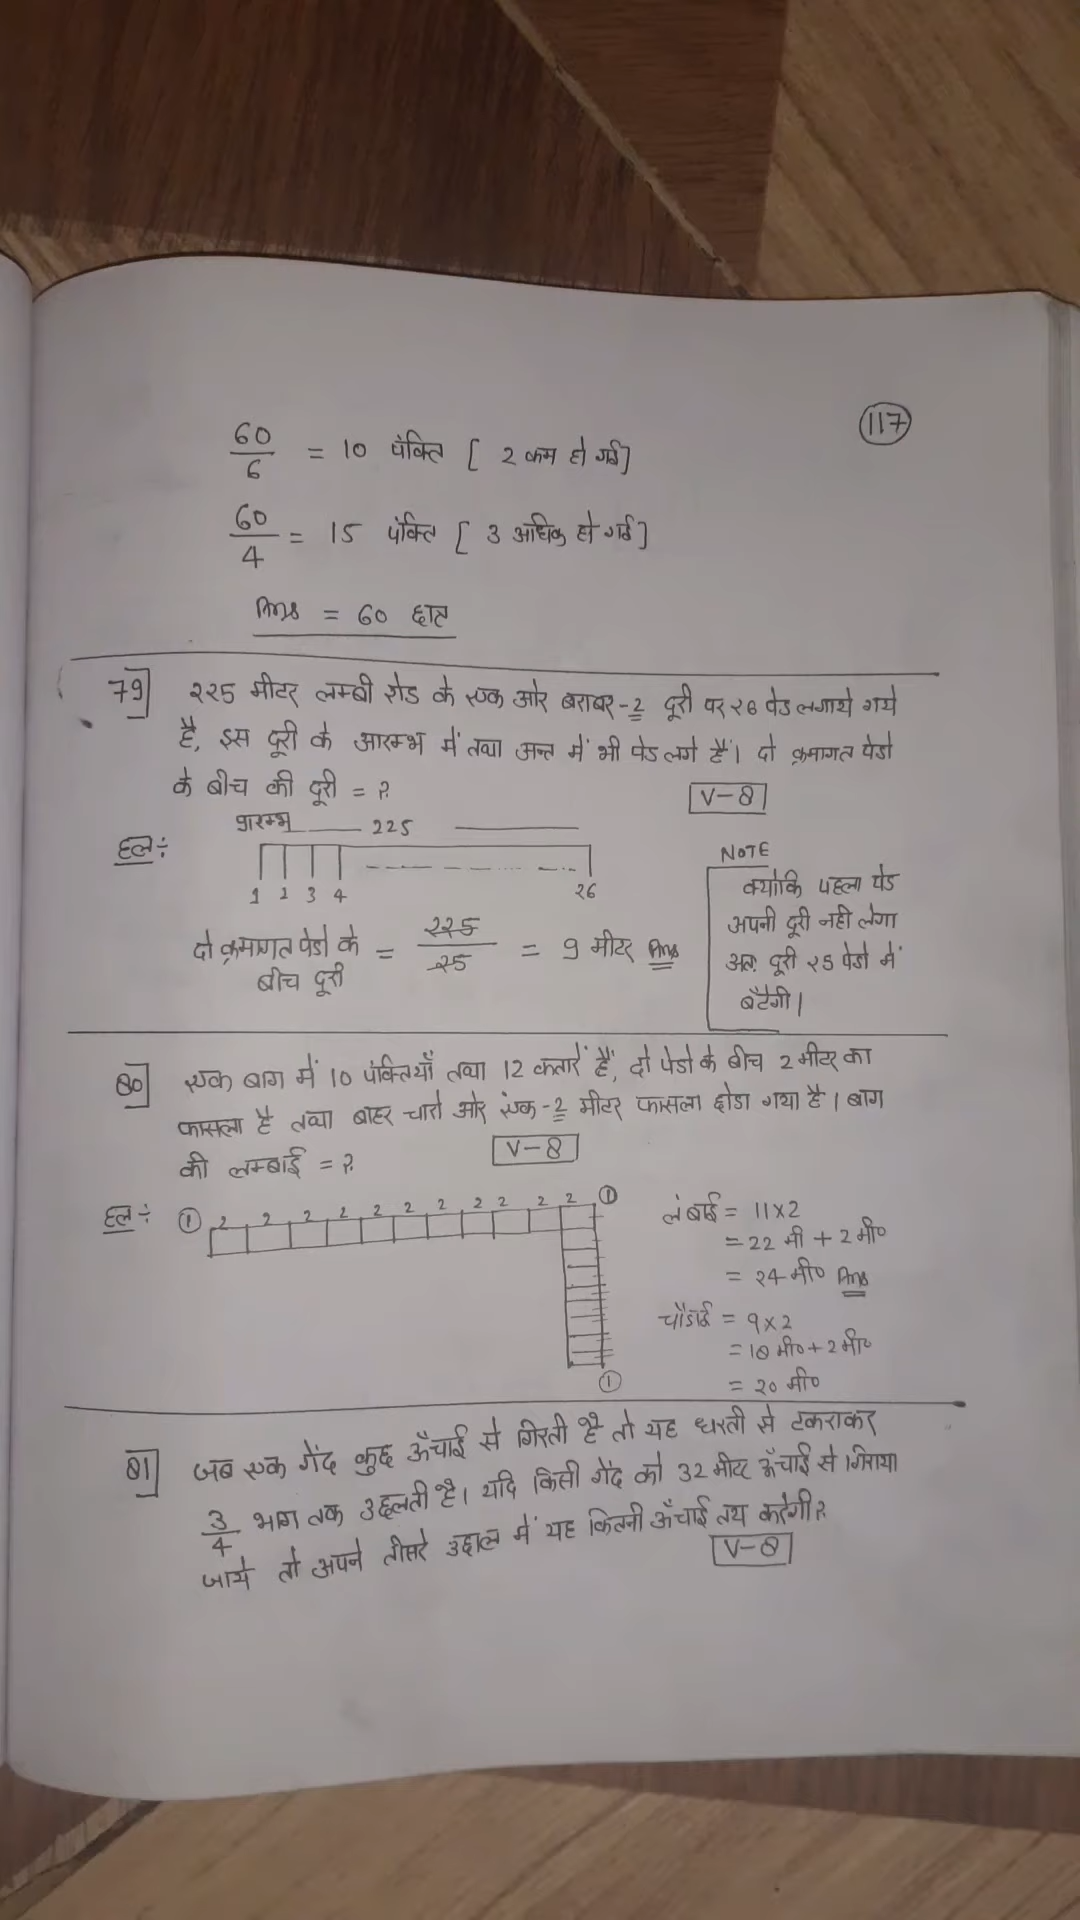 117
60/6 = 10 पंक्ति [ 2 कम हो गई ]
60/4 = 15 पंक्ति [ 3 अधिक हो गई ]
Ans = 60 छात्र
79] 225 मीटर लम्बी रोड के एक ओर बराबर-2 दूरी पर 26 पेड लगाये गये
है, इस दूरी के आरम्भ में तथा अन्त में भी पेड लगे हैं। दो क्रमागत पेडो
के बीच की दूरी = ?
V-8
हल ÷ प्रारम्भ 225
1 2 3 4 26
दो क्रमागत पेडो के = 225/25 = 9 मीटर Ans
बीच दूरी
NOTE
क्योकि पहला पेड
अपनी दूरी नही लेगा
अतः दूरी 25 पेडो में
बँटेगी।
80] एक बाग में 10 पंक्तियाँ तथा 12 कतारें हैं, दो पेडो के बीच 2 मीटर का
फासला है तथा बाहर चारो ओर एक-2 मीटर फासला छोडा गया है। बाग
की लम्बाई = ?
V-8
हल ÷ ① 2 2 2 2 2 2 2 2 2 2 ①
①
लंबाई = 11×2
= 22 मी + 2 मी०
= 24 मी० Ans
चौडाई = 9×2
= 18 मी० + 2 मी०
= 20 मी०
81] जब एक गेंद कुछ ऊँचाई से गिरती है तो यह धरती से टकराकर
3/4 भाग तक उछलती है। यदि किसी गेंद को 32 मीटर ऊँचाई से गिराया
जाये तो अपने तीसरे उछाल में यह कितनी ऊँचाई तय करेगी?
V-8